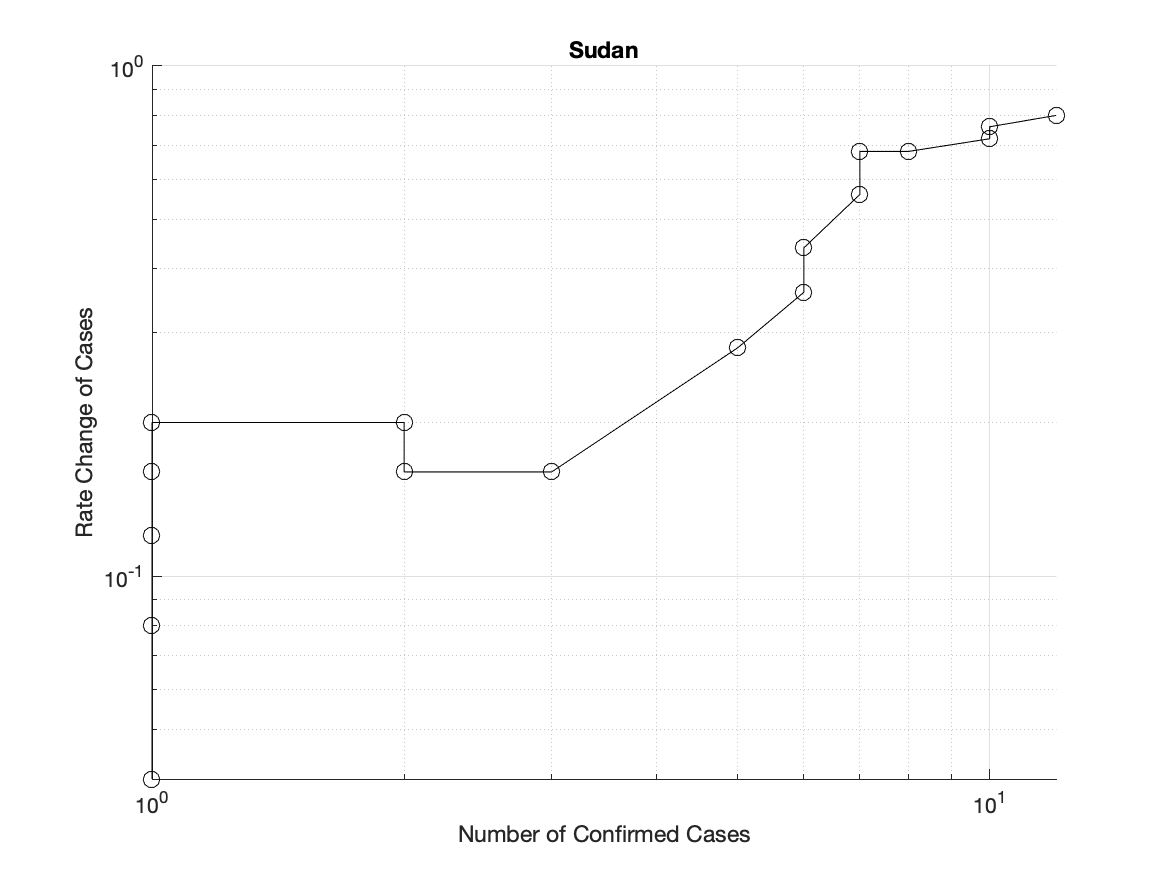 Sudan
10^0
Rate Change of Cases
10^-1
10^0
10^1
Number of Confirmed Cases